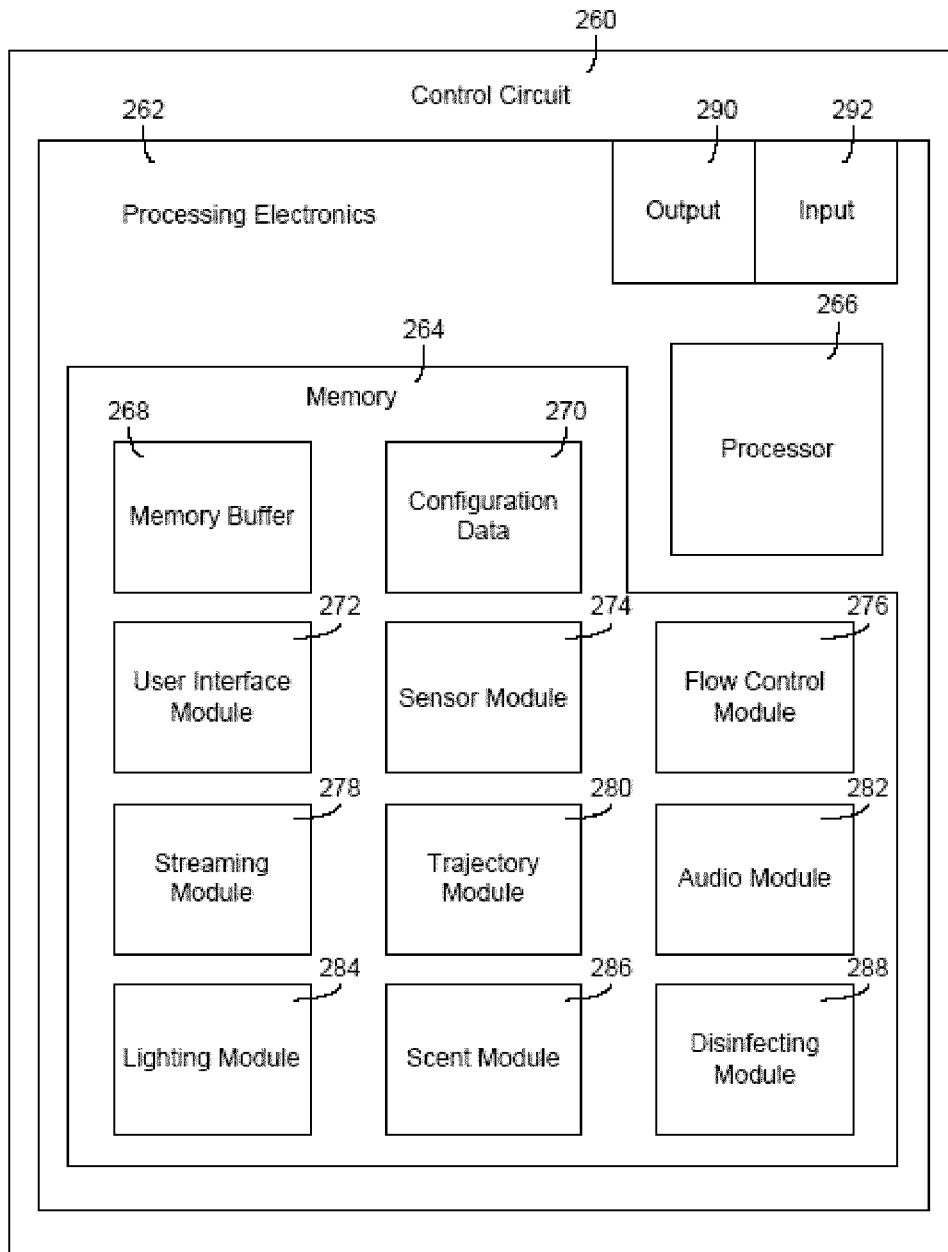 260
Control Circuit
262
290
292
Processing Electronics
Output
Input
264
266
Memory
Processor
268
270
Memory Buffer
Configuration
Data
272
274
276
User Interface
Module
Sensor Module
Flow Control
Module
278
280
282
Streaming
Module
Trajectory
Module
Audio Module
284
286
288
Lighting Module
Scent Module
Disinfecting
Module